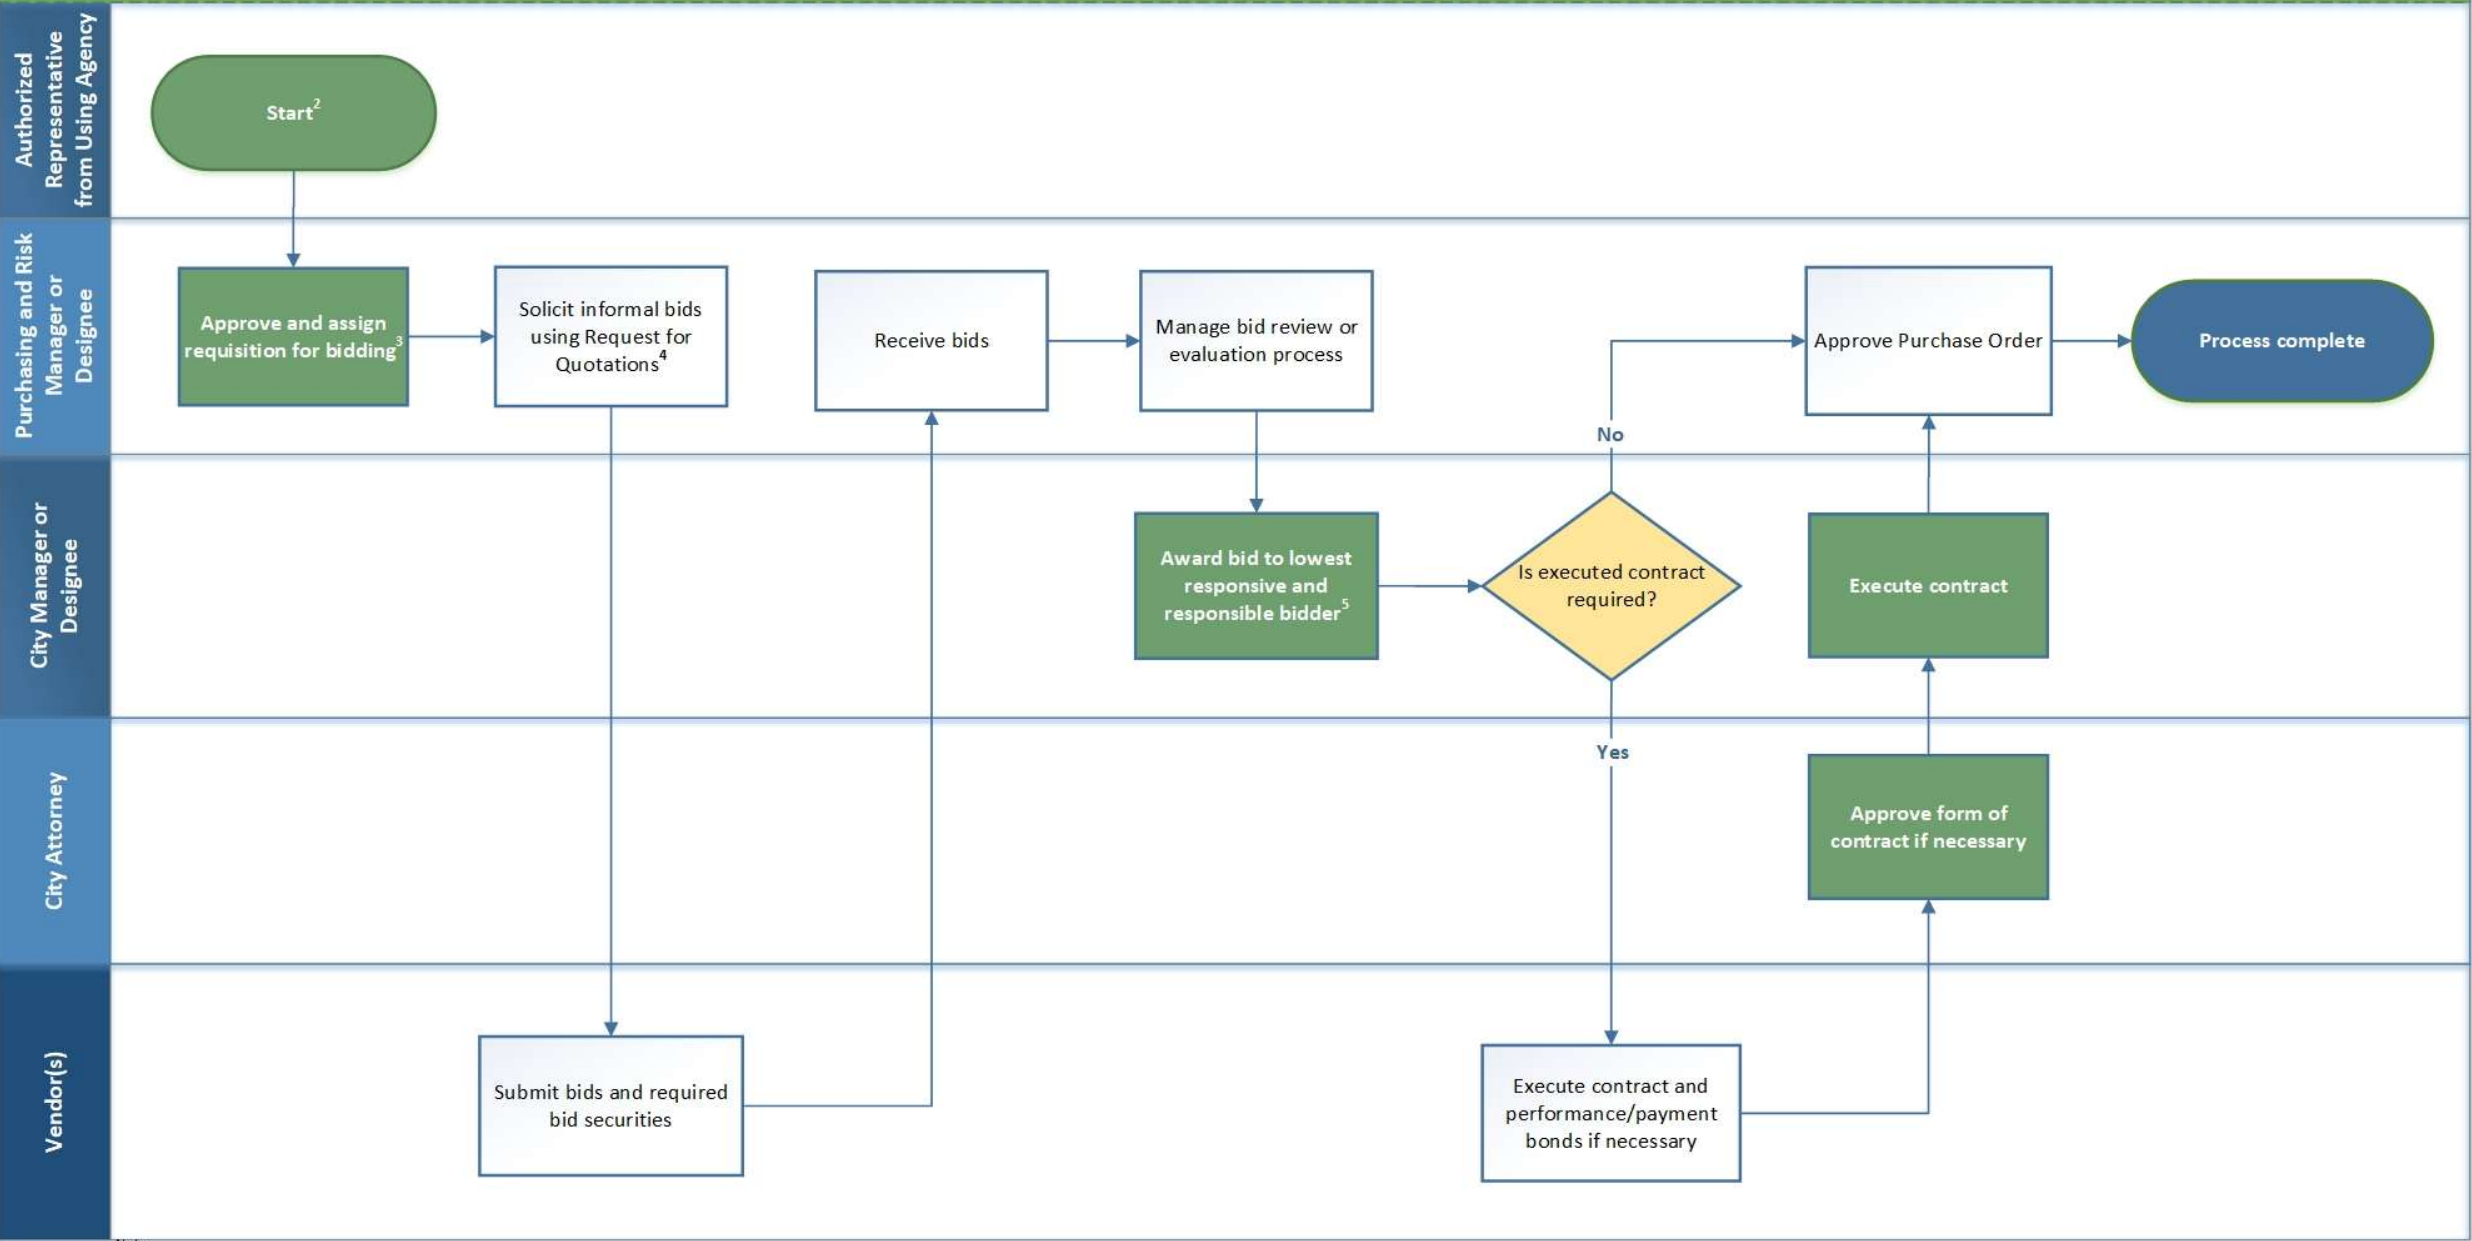 Authorized
Representative
from Using Agency
Start²
Purchasing and Risk
Manager or
Designee
Approve and assign
requisition for bidding³
Solicit informal bids
using Request for
Quotations⁴
Receive bids
Manage bid review or
evaluation process
Approve Purchase Order
Process complete
No
City Manager or
Designee
Award bid to lowest
responsive and
responsible bidder⁵
Is executed contract
required?
Execute contract
Yes
City Attorney
Approve form of
contract if necessary
Vendor(s)
Submit bids and required
bid securities
Execute contract and
performance/payment
bonds if necessary